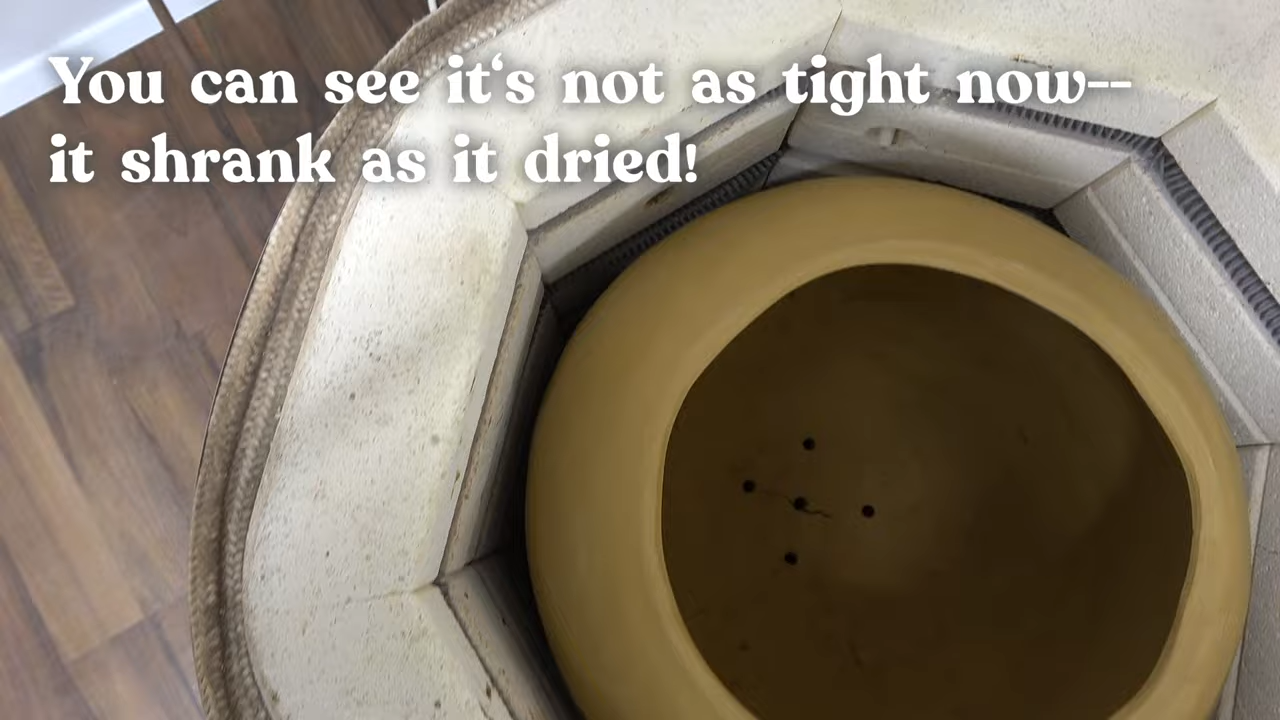 You can see it‘s not as tight now--
it shrank as it dried!